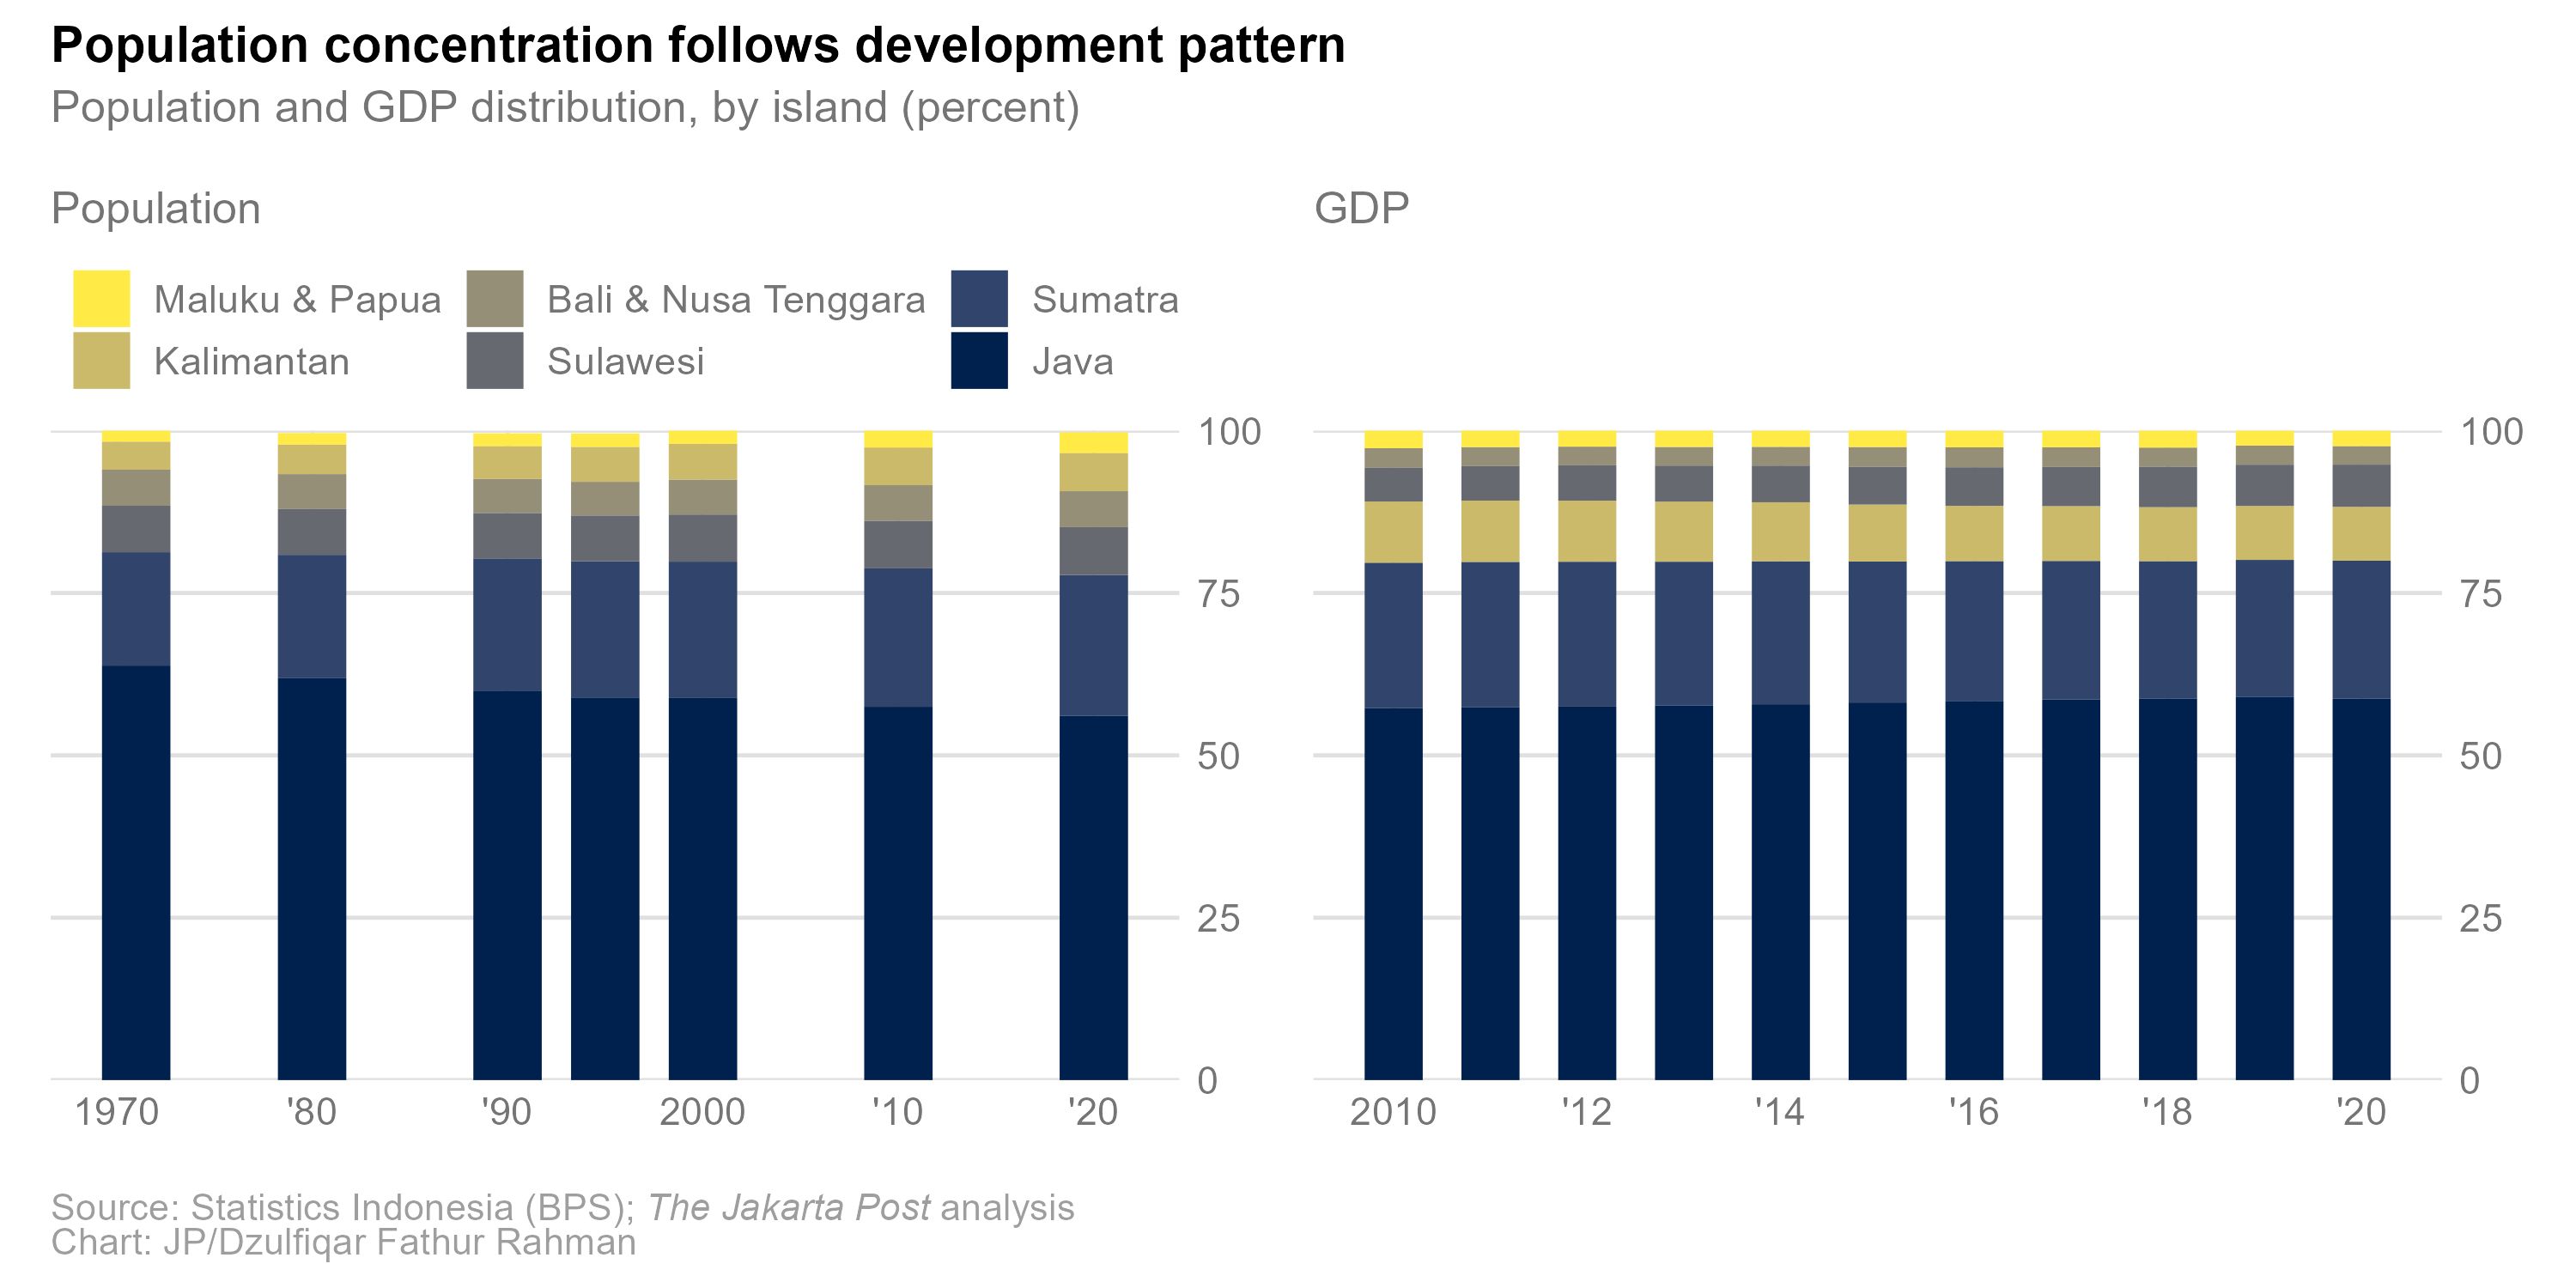 Population concentration follows development pattern
Population and GDP distribution, by island (percent)
Population
Maluku & Papua
Bali & Nusa Tenggara
Sumatra
Kalimantan
Sulawesi
Java
100
75
50
25
0
1970
'80
'90
2000
'10
'20
GDP
100
75
50
25
0
2010
'12
'14
'16
'18
'20
Source: Statistics Indonesia (BPS); The Jakarta Post analysis
Chart: JP/Dzulfiqar Fathur Rahman